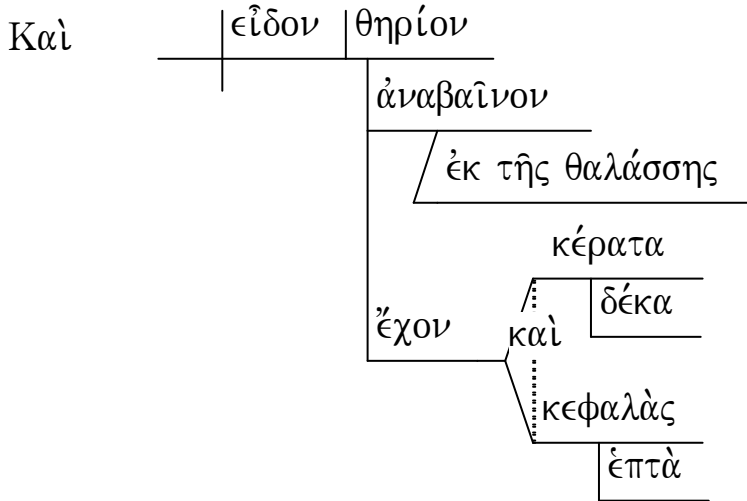 Καὶ εἶδον θηρίον
ἀναβαῖνον
ἐκ τῆς θαλάσσης
κέρατα
δέκα
ἔχον καὶ
κεφαλὰς
ἑπτὰ